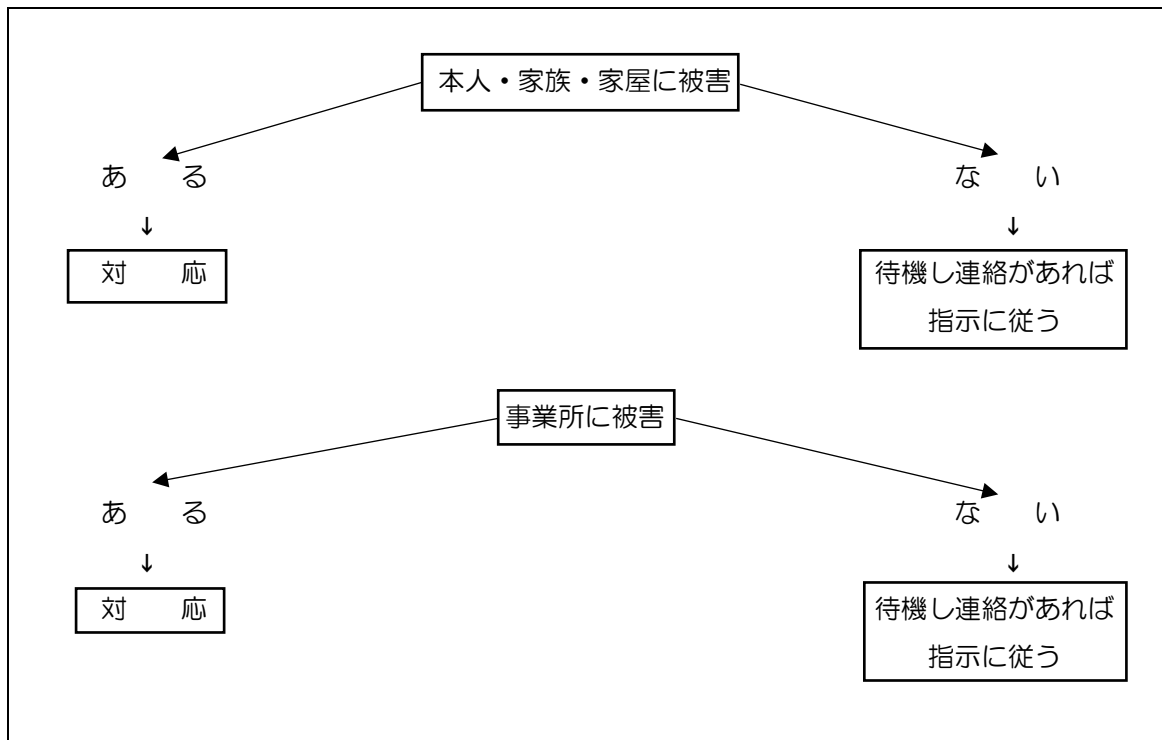 本人・家族・家屋に被害
ある　ない
↓　↓
対応　待機し連絡があれば
指示に従う
事業所に被害
ある　ない
↓　↓
対応　待機し連絡があれば
指示に従う